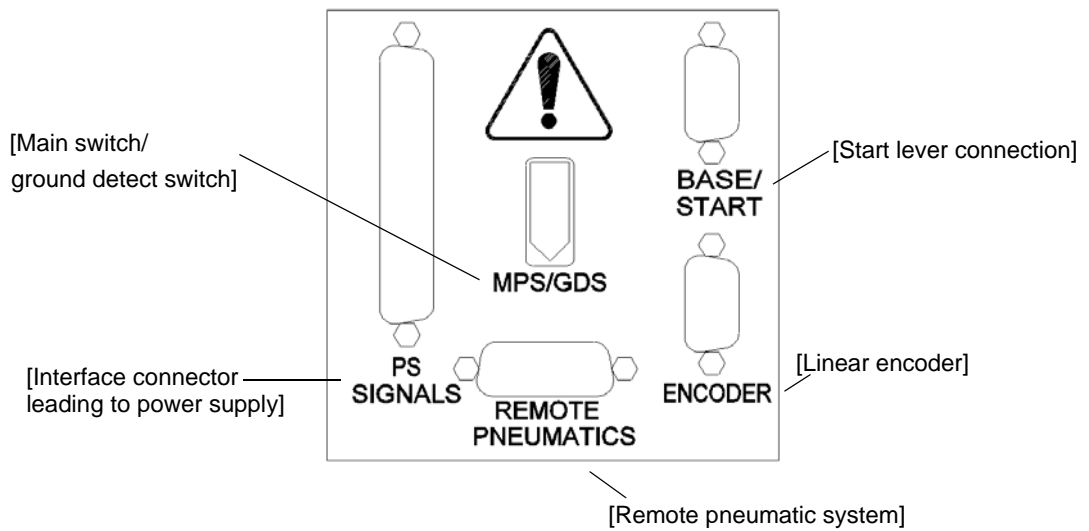 [Main switch/
ground detect switch]
[Start lever connection]
BASE/
START
MPS/GDS
[Interface connector
leading to power supply]
PS
SIGNALS
REMOTE
PNEUMATICS
ENCODER
[Linear encoder]
[Remote pneumatic system]